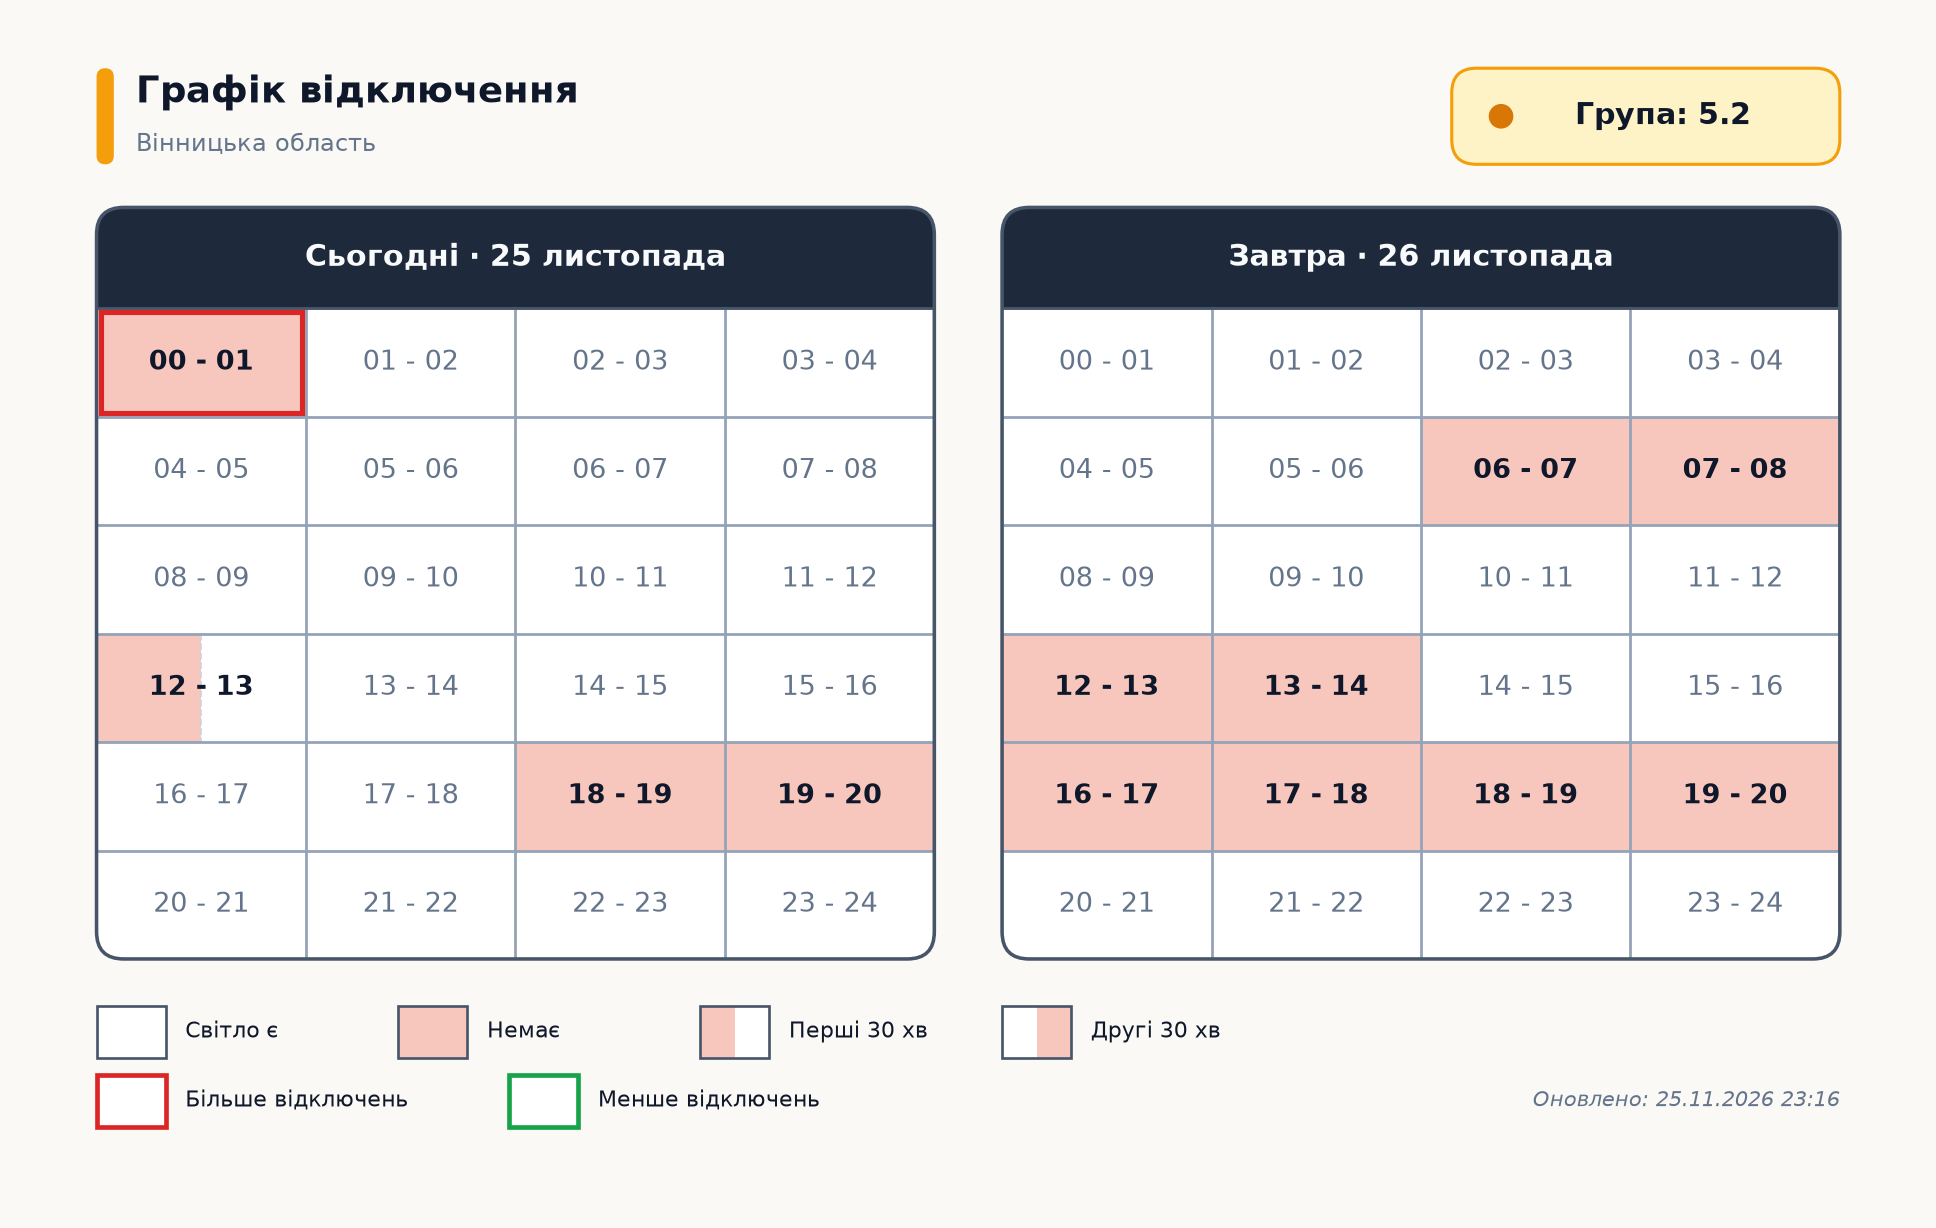 Графік відключення
Вінницька область
Група: 5.2
Сьогодні · 25 листопада
00 - 01 01 - 02 02 - 03 03 - 04
04 - 05 05 - 06 06 - 07 07 - 08
08 - 09 09 - 10 10 - 11 11 - 12
12 - 13 13 - 14 14 - 15 15 - 16
16 - 17 17 - 18 18 - 19 19 - 20
20 - 21 21 - 22 22 - 23 23 - 24
Завтра · 26 листопада
00 - 01 01 - 02 02 - 03 03 - 04
04 - 05 05 - 06 06 - 07 07 - 08
08 - 09 09 - 10 10 - 11 11 - 12
12 - 13 13 - 14 14 - 15 15 - 16
16 - 17 17 - 18 18 - 19 19 - 20
20 - 21 21 - 22 22 - 23 23 - 24
Світло є Немає Перші 30 хв Другі 30 хв
Більше відключень Менше відключень
Оновлено: 25.11.2026 23:16